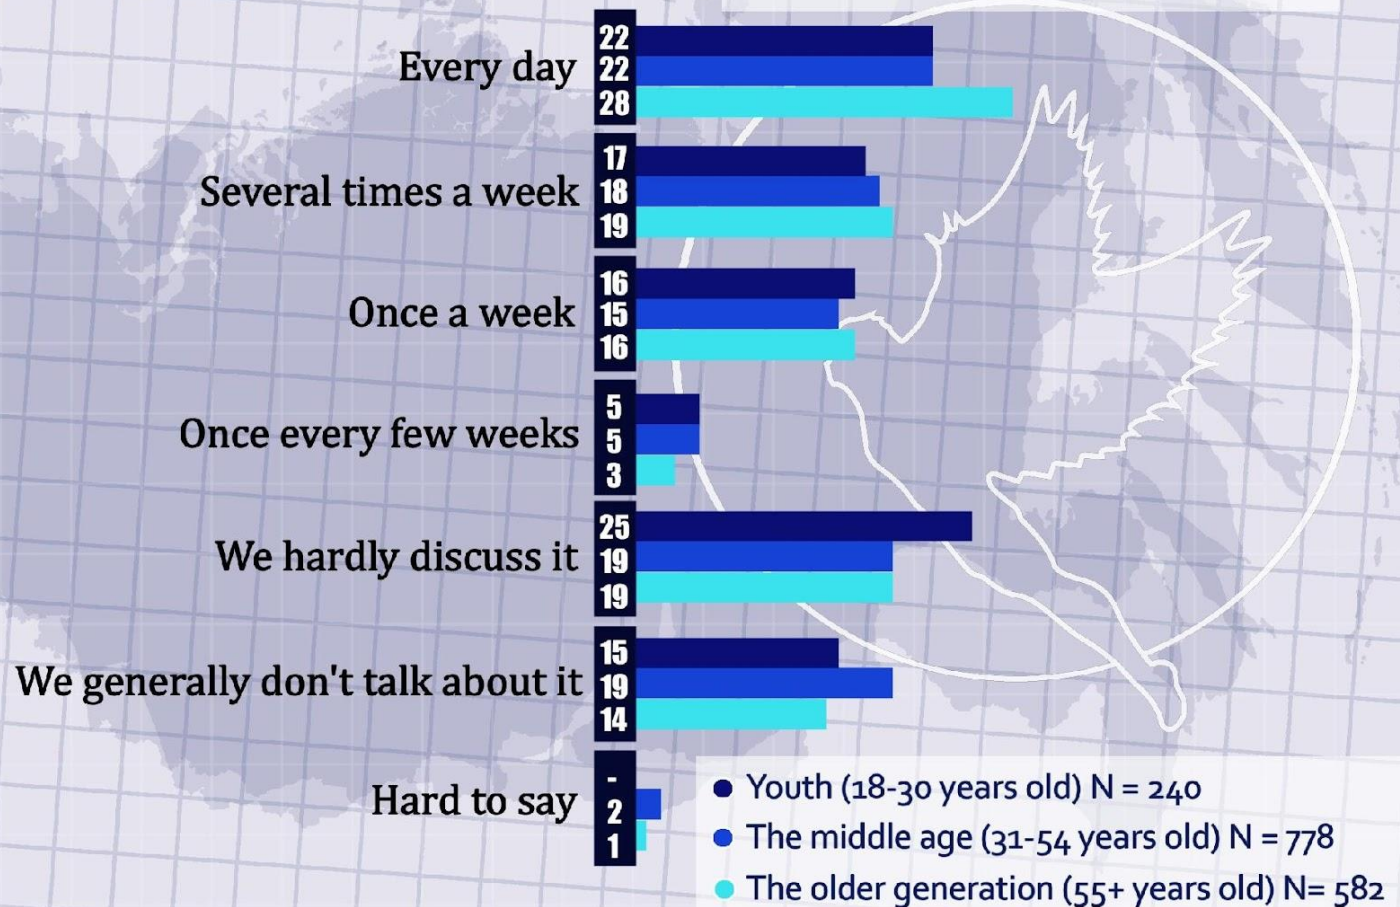 Every day
22
22
28
Several times a week
17
18
19
Once a week
16
15
16
Once every few weeks
5
5
3
We hardly discuss it
25
19
19
We generally don't talk about it
15
19
14
Hard to say
-
2
1
Youth (18-30 years old) N = 240
The middle age (31-54 years old) N = 778
The older generation (55+ years old) N= 582